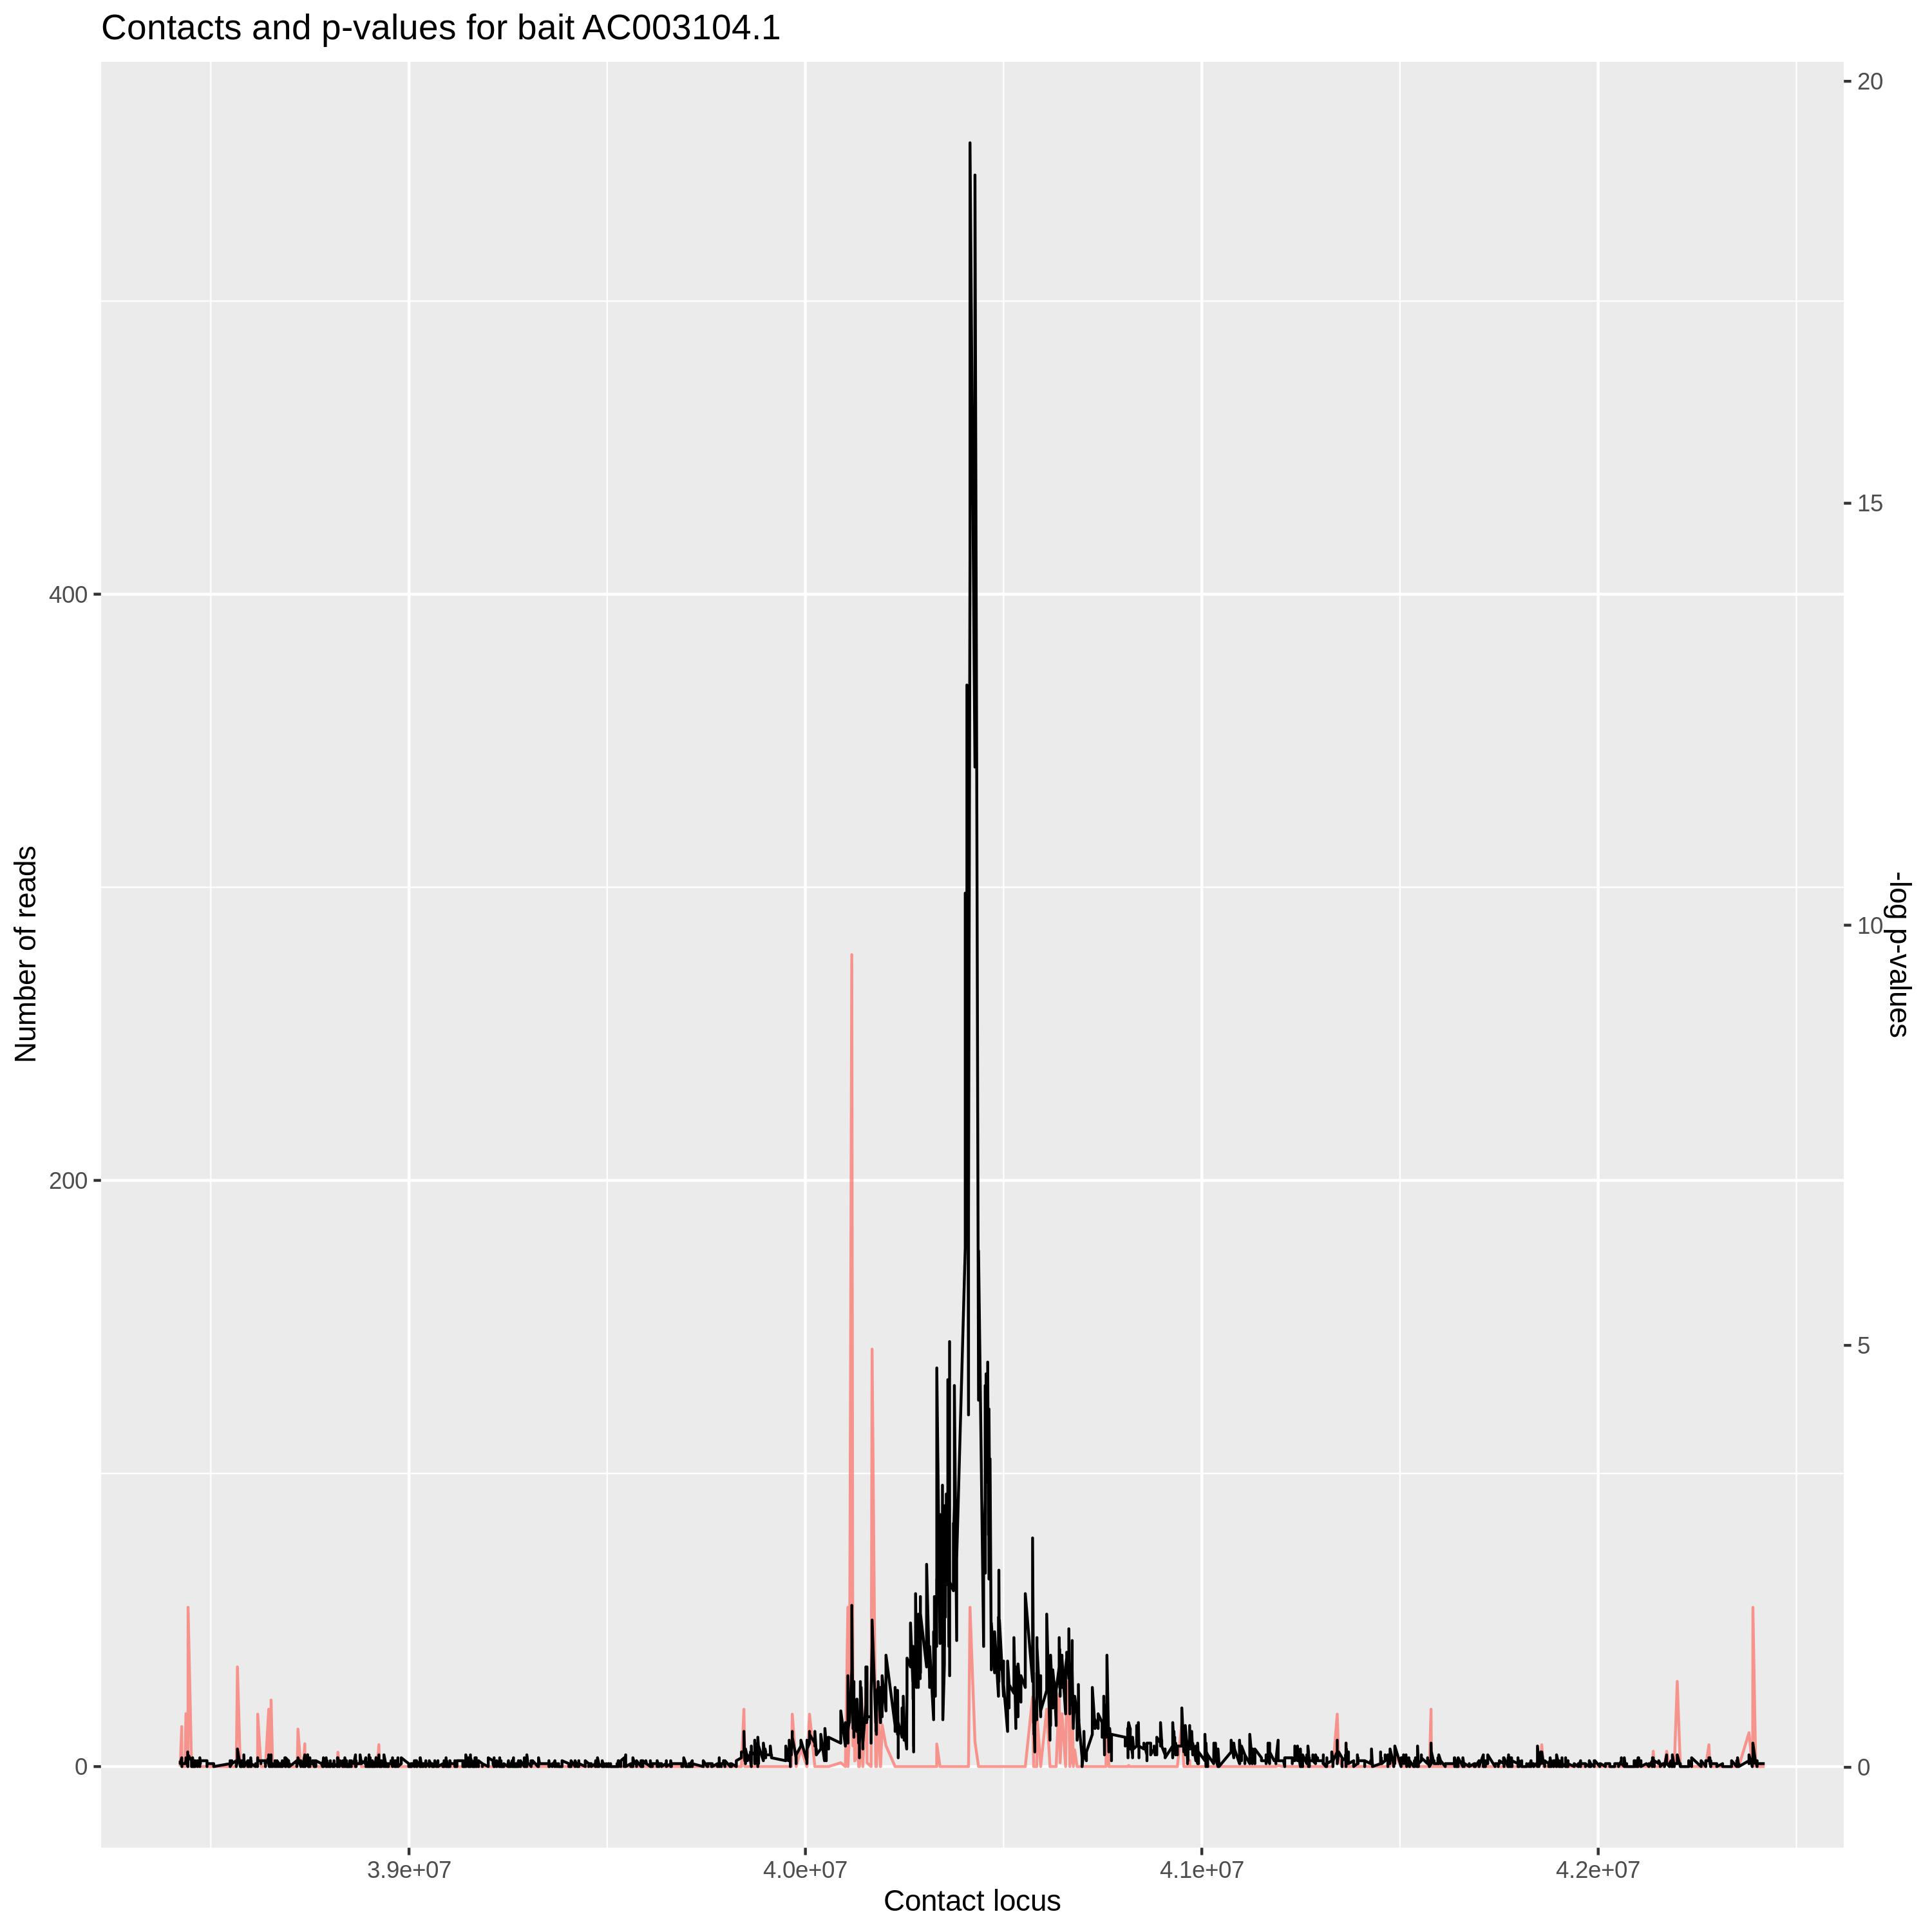 Contacts and p-values for bait AC003104.1
20
15
400
10
Number of reads
-log p-values
200
5
0
0
3.9e+07
4.0e+07
4.1e+07
4.2e+07
Contact locus